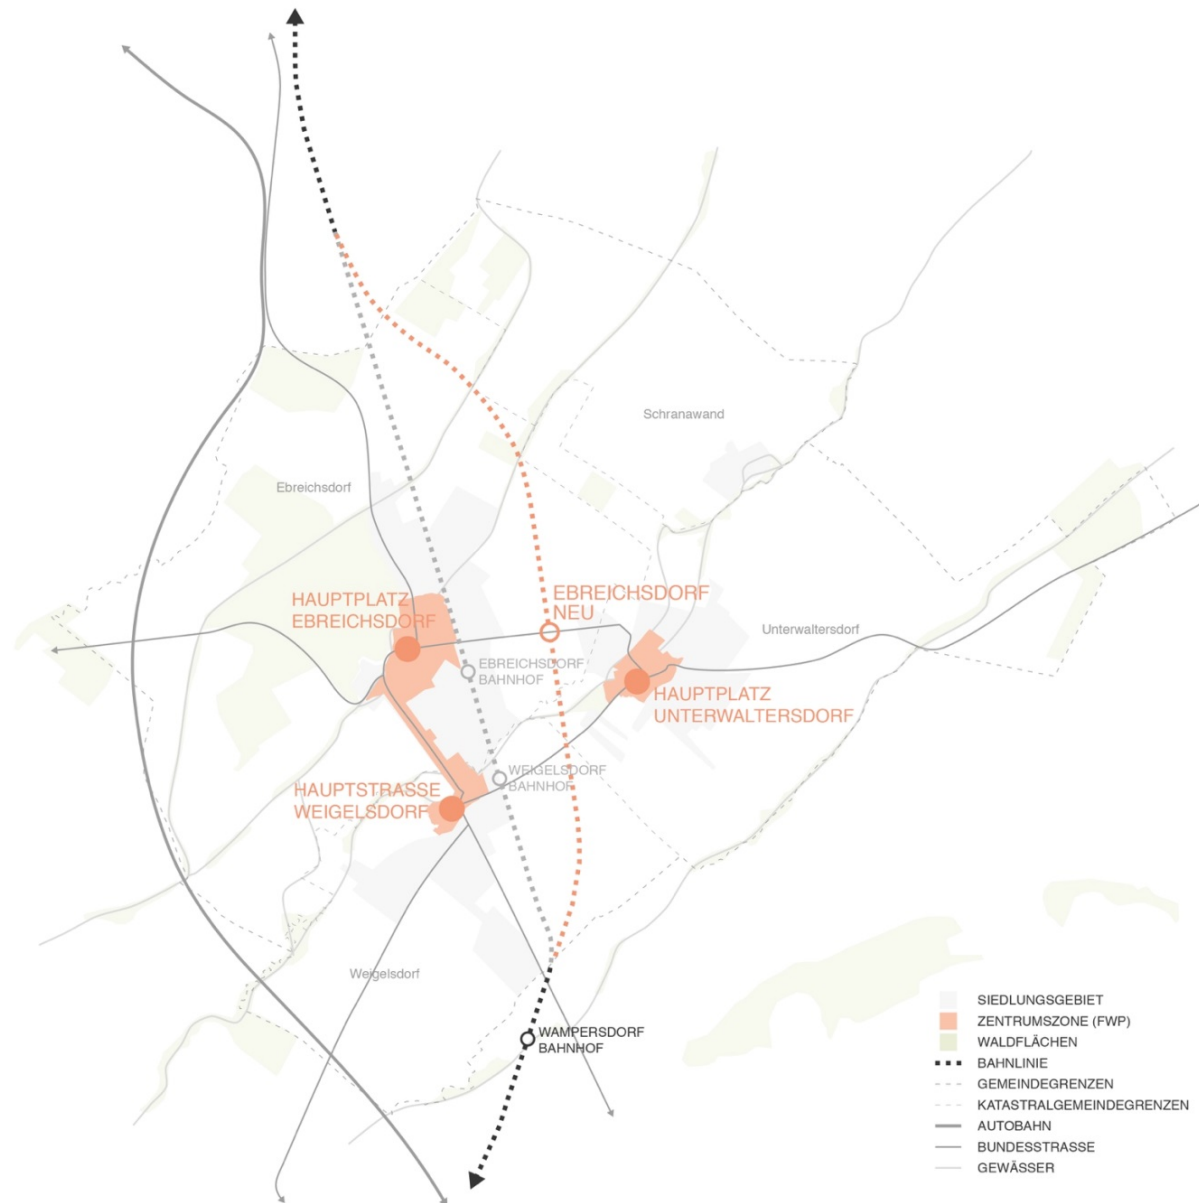 Schranawand
Ebreichsdorf
HAUPTPLATZ
EBREICHSDORF
EBREICHSDORF
NEU
Unterwaltersdorf
EBREICHSDORF
BAHNHOF
HAUPTPLATZ
UNTERWALTERSDORF
WEIGELSDORF
BAHNHOF
HAUPTSTRASSE
WEIGELSDORF
Weigelsdorf
WAMPERSDORF
BAHNHOF
SIEDLUNGSGEBIET
ZENTRUMSZONE (FWP)
WALDFLÄCHEN
BAHNLINIE
GEMEINDEGRENZEN
KATASTRALGEMEINDEGRENZEN
AUTOBAHN
BUNDESSTRASSE
GEWÄSSER